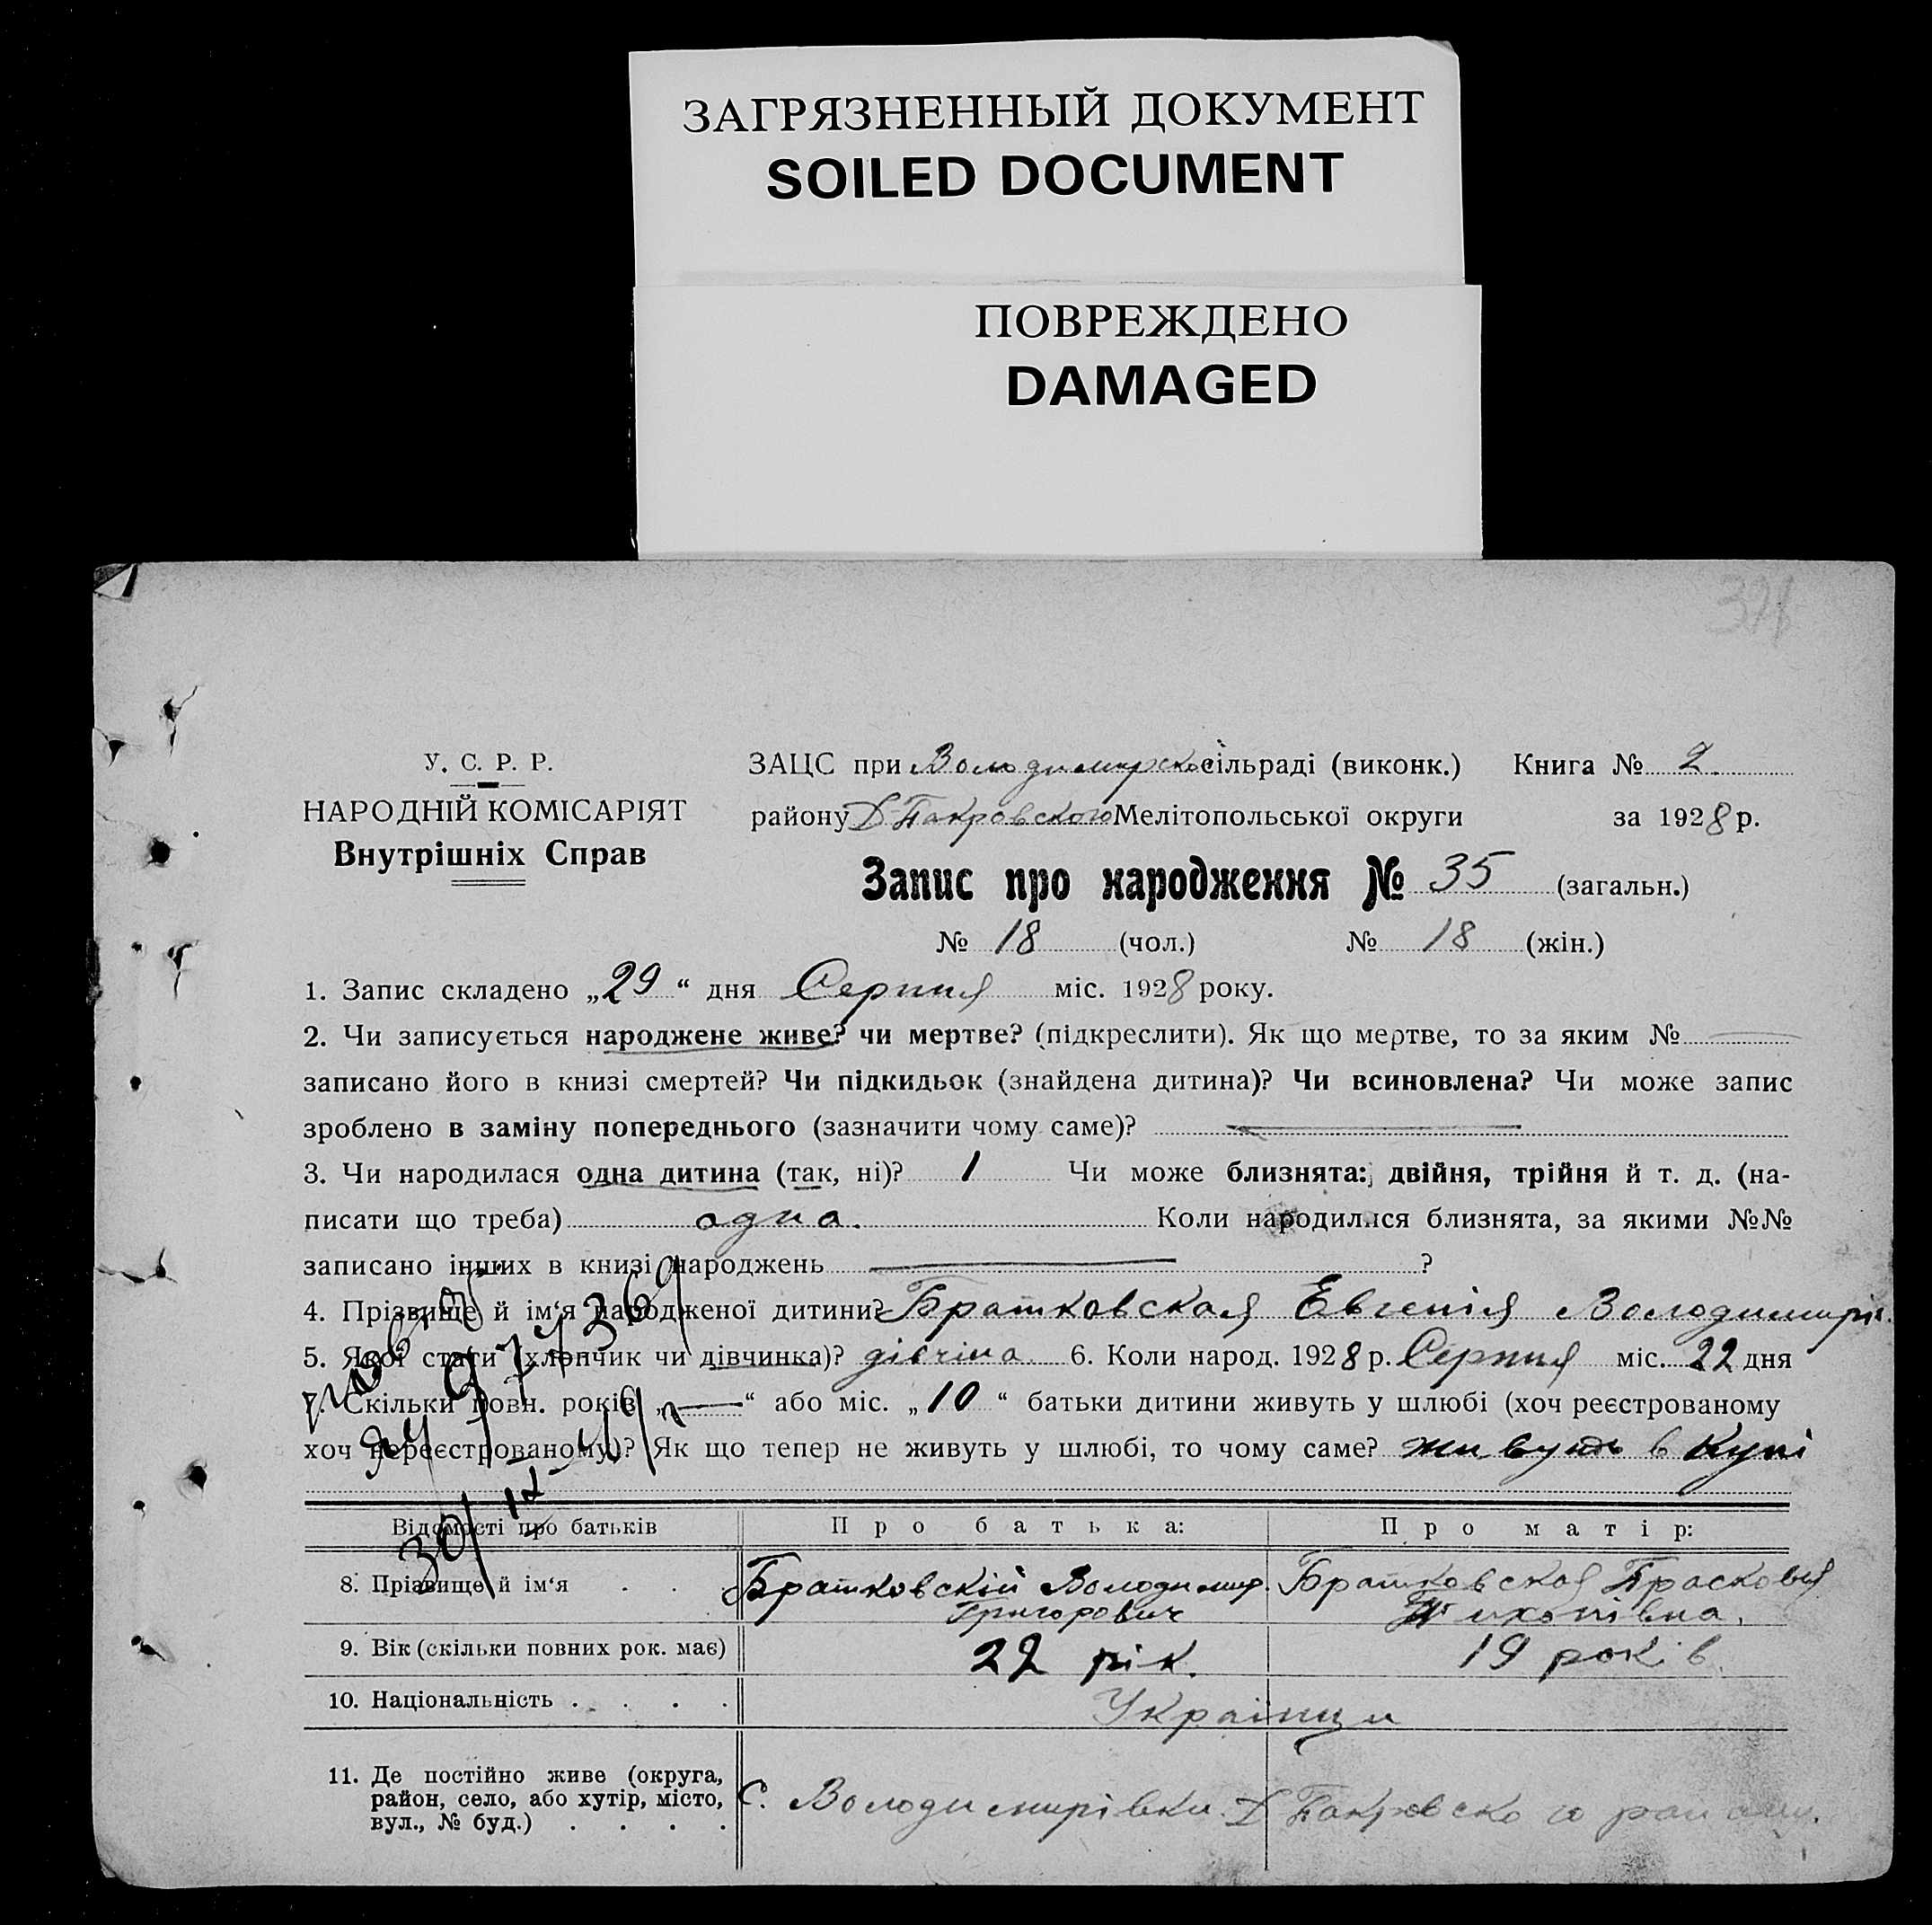 ЗАГРЯЗНЕННЫЙ ДОКУМЕНТ
SOILED DOCUMENT
ПОВРЕЖДЕНО
DAMAGED
У. С. Р. Р.
НАРОДНІЙ КОМІСАРІЯТ
Внутрішніх Справ
ЗАЦС при Володимирско сільраді (виконк.) Книга № 2.
району Д Пакровского Мелітопольської округи за 1928 р.
Запис про народження № 35 (загальн.)
№ 18 (чол.) № 18 (жін.)
1. Запис складено „29“ дня Серпня міс. 1928 року.
2. Чи записується народжене живе? чи мертве? (підкреслити). Як що мертве, то за яким №
записано його в книзі смертей? Чи підкидьок (знайдена дитина)? Чи всиновлена? Чи може запис
зроблено в заміну попереднього (зазначити чому саме)?
3. Чи народилася одна дитина (так, ні)? 1 Чи може близнята: двійня, трійня й т. д. (на-
писати що треба) одна. Коли народилися близнята, за якими №№
записано інших в книзі народжень ?
4. Прізвище й ім‘я народженої дитини? Братковская Евгенія Володимирів.
5. Якої стати (хлопчик чи дівчинка)? дівчіна 6. Коли народ. 1928 р. Серпня міс. 22 дня
7. Скільки повн. років „—“ або міс. „10“ батьки дитини живуть у шлюбі (хоч реєстрованому
хоч нереєстрованому)? Як що тепер не живуть у шлюбі, то чому саме? живуть в купі
Відомості про батьків Про батька: Про матір:
8. Прізвище й ім‘я . . Братковскій Володимир. Братковская Прасковія
Григорович Тихонівна.
9. Вік (скільки повних рок. має) 22 рік. 19 років.
10. Національність . . . . Українци
11. Де постійно живе (округа,
район, село, або хутір, місто, С. Володимирівки. Д Пакровского району.
вул., № буд.) . . . .